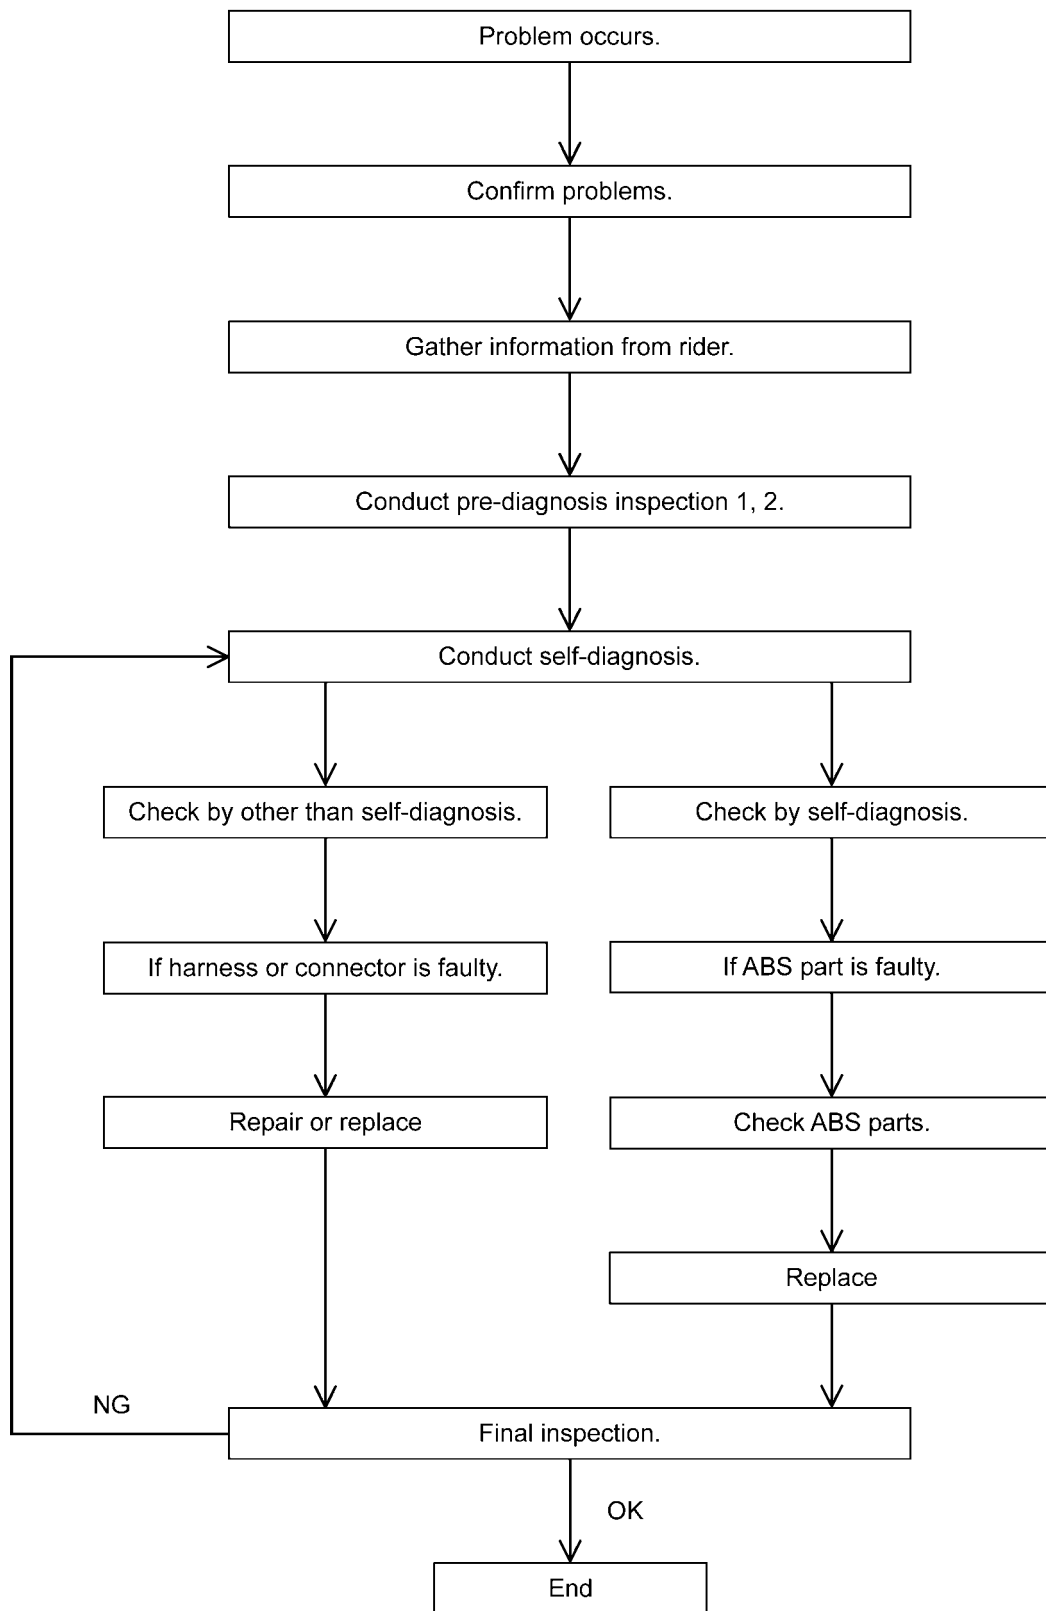 Problem occurs.
Confirm problems.
Gather information from rider.
Conduct pre-diagnosis inspection 1, 2.
Conduct self-diagnosis.
Check by other than self-diagnosis.
Check by self-diagnosis.
If harness or connector is faulty.
If ABS part is faulty.
Repair or replace
Check ABS parts.
Replace
NG
Final inspection.
OK
End